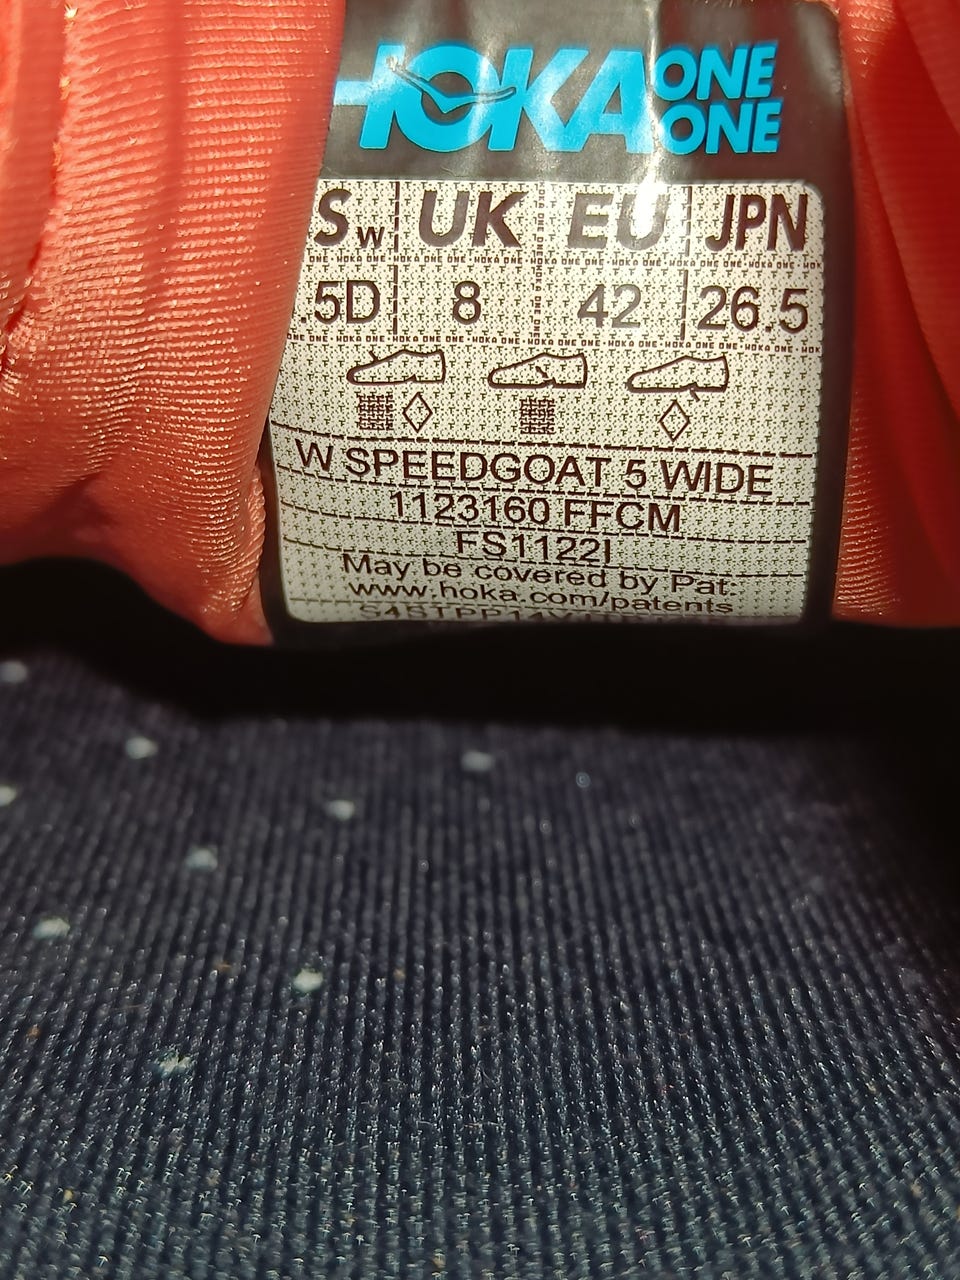 HOKA ONE ONE
S W UK EU JPN
.5D 8 42 26.5
W SPEEDGOAT 5 WIDE
1123160 FFCM
FS1122I
May be covered by Pat.
www.hoka.com/patents